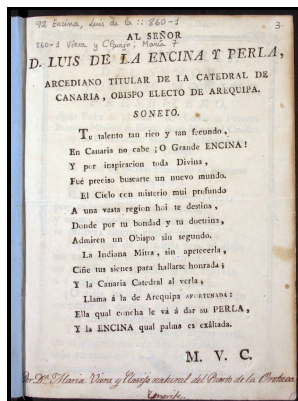 92 Encina, Luis de la :: 860-1
3
860-1 Viera y Clavijo, María 7
AL SEÑOR
D. LUIS DE LA ENCINA Y PERLA,
ARCEDIANO TITULAR DE LA CATEDRAL DE
CANARIA, OBISPO ELECTO DE AREQUIPA.
SONETO.
Tu talento tan rico y tan fecundo,
En Canaria no cabe ¡O Grande ENCINA!
Y por inspiracion toda Divina,
Fué preciso buscarte un nuevo mundo.
El Cielo con misterio mui profundo
A una vasta region hoi te destina,
Donde por tu bondad y tu doctrina,
Admiren un Obispo sin segundo.
La Indiana Mitra, sin apetecerla,
Ciñe tus sienes para hallarse honrada;
Y la Canaria Catedral al verla,
Llama á la de Arequipa AFORTUNADA:
Ella qual concha le vá á dar su PERLA,
Y la ENCINA qual palma es exâltada.
M. V. C.
Por Dª. Maria Viera y Clavijo natural del Puerto de la Orotava
Tenerife.